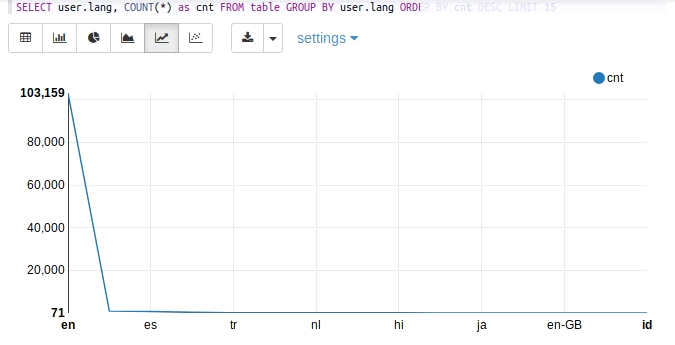 SELECT user.lang, COUNT(*) as cnt FROM table GROUP BY user.lang ORDER BY cnt DESC LIMIT 15
settings
cnt
103,159
80,000
60,000
40,000
20,000
71
en es tr nl hi ja en-GB id